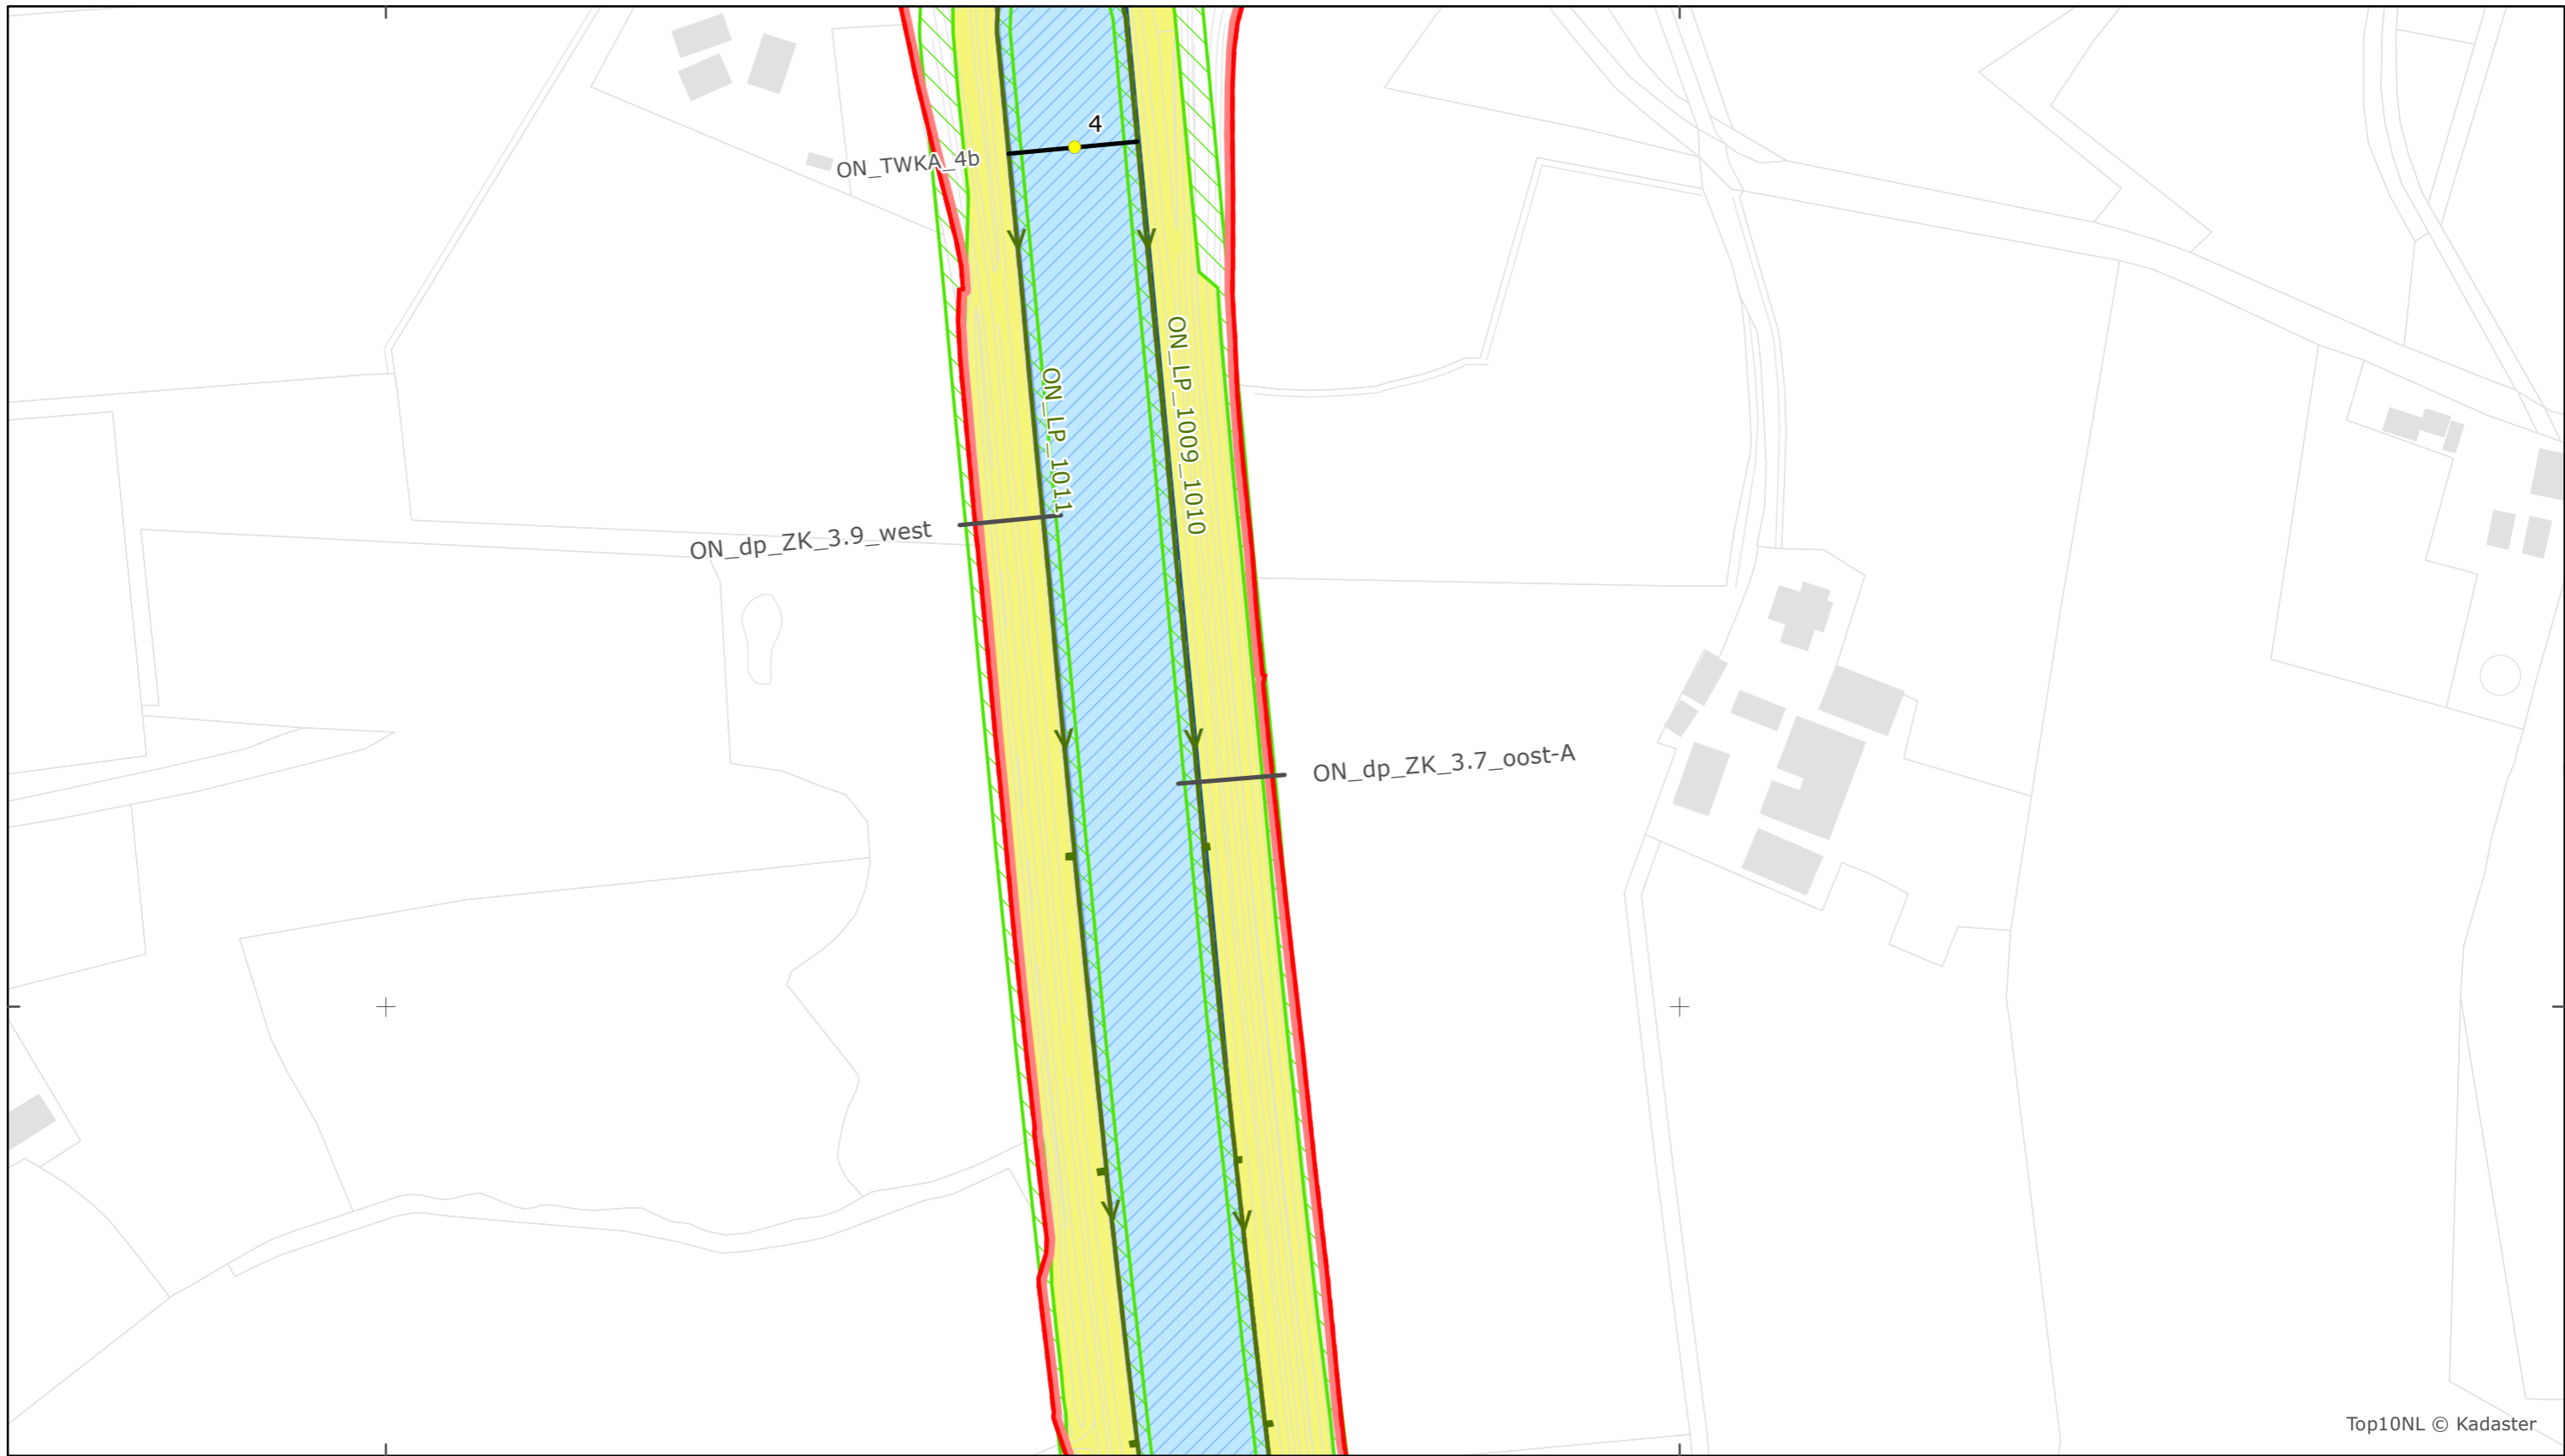 4
ON_TWKA_4b
ON_LP_1009_1010
ON_LP_1011
ON_dp_ZK_3.9_west
ON_dp_ZK_3.7_oost-A
Top10NL © Kadaster